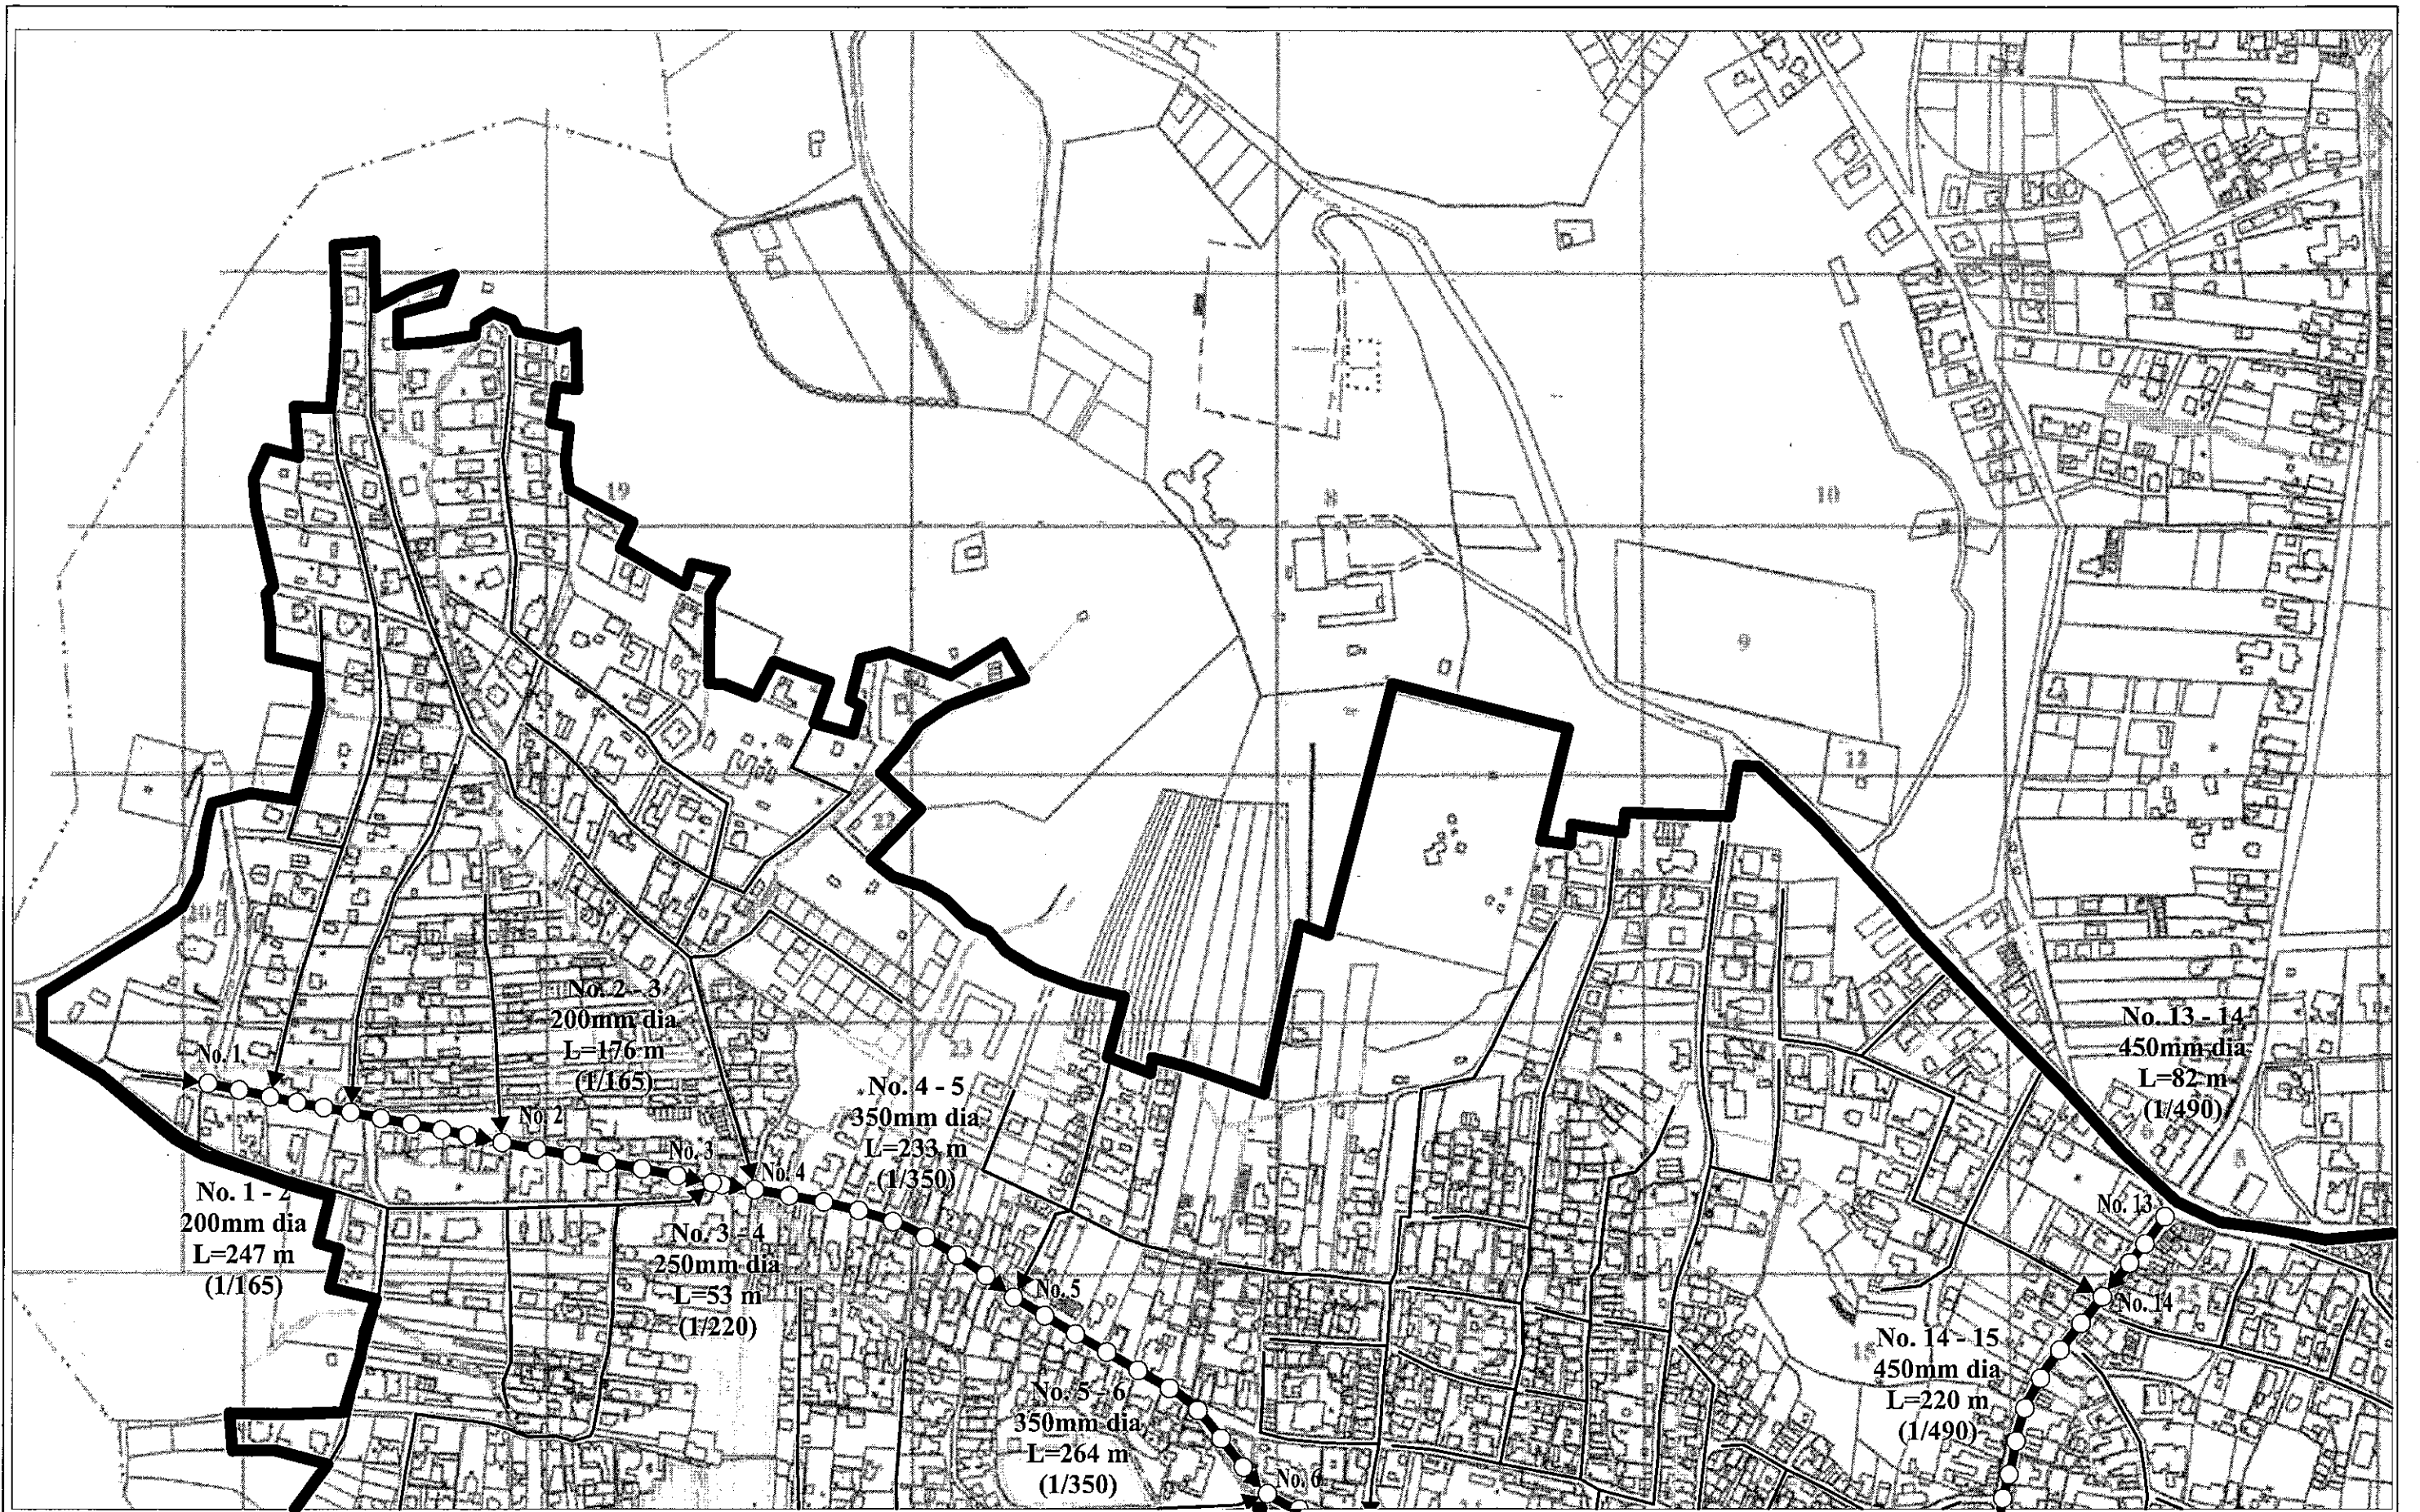 19
8
10
9
12
22
No. 2 - 3
200mm dia
L=176 m
(1/165)
No. 13 - 14
450mm dia
L=82 m
(1/490)
No. 1
No. 4 - 5
350mm dia
L=233 m
(1/350)
No. 2
No. 3
No. 4
No. 1 - 2
200mm dia
L=247 m
(1/165)
No. 3 - 4
250mm dia
L=53 m
(1/220)
No. 13
No. 5
No. 14
No. 14 - 15
450mm dia
L=220 m
(1/490)
No. 5 - 6
350mm dia
L=264 m
(1/350)
No. 6